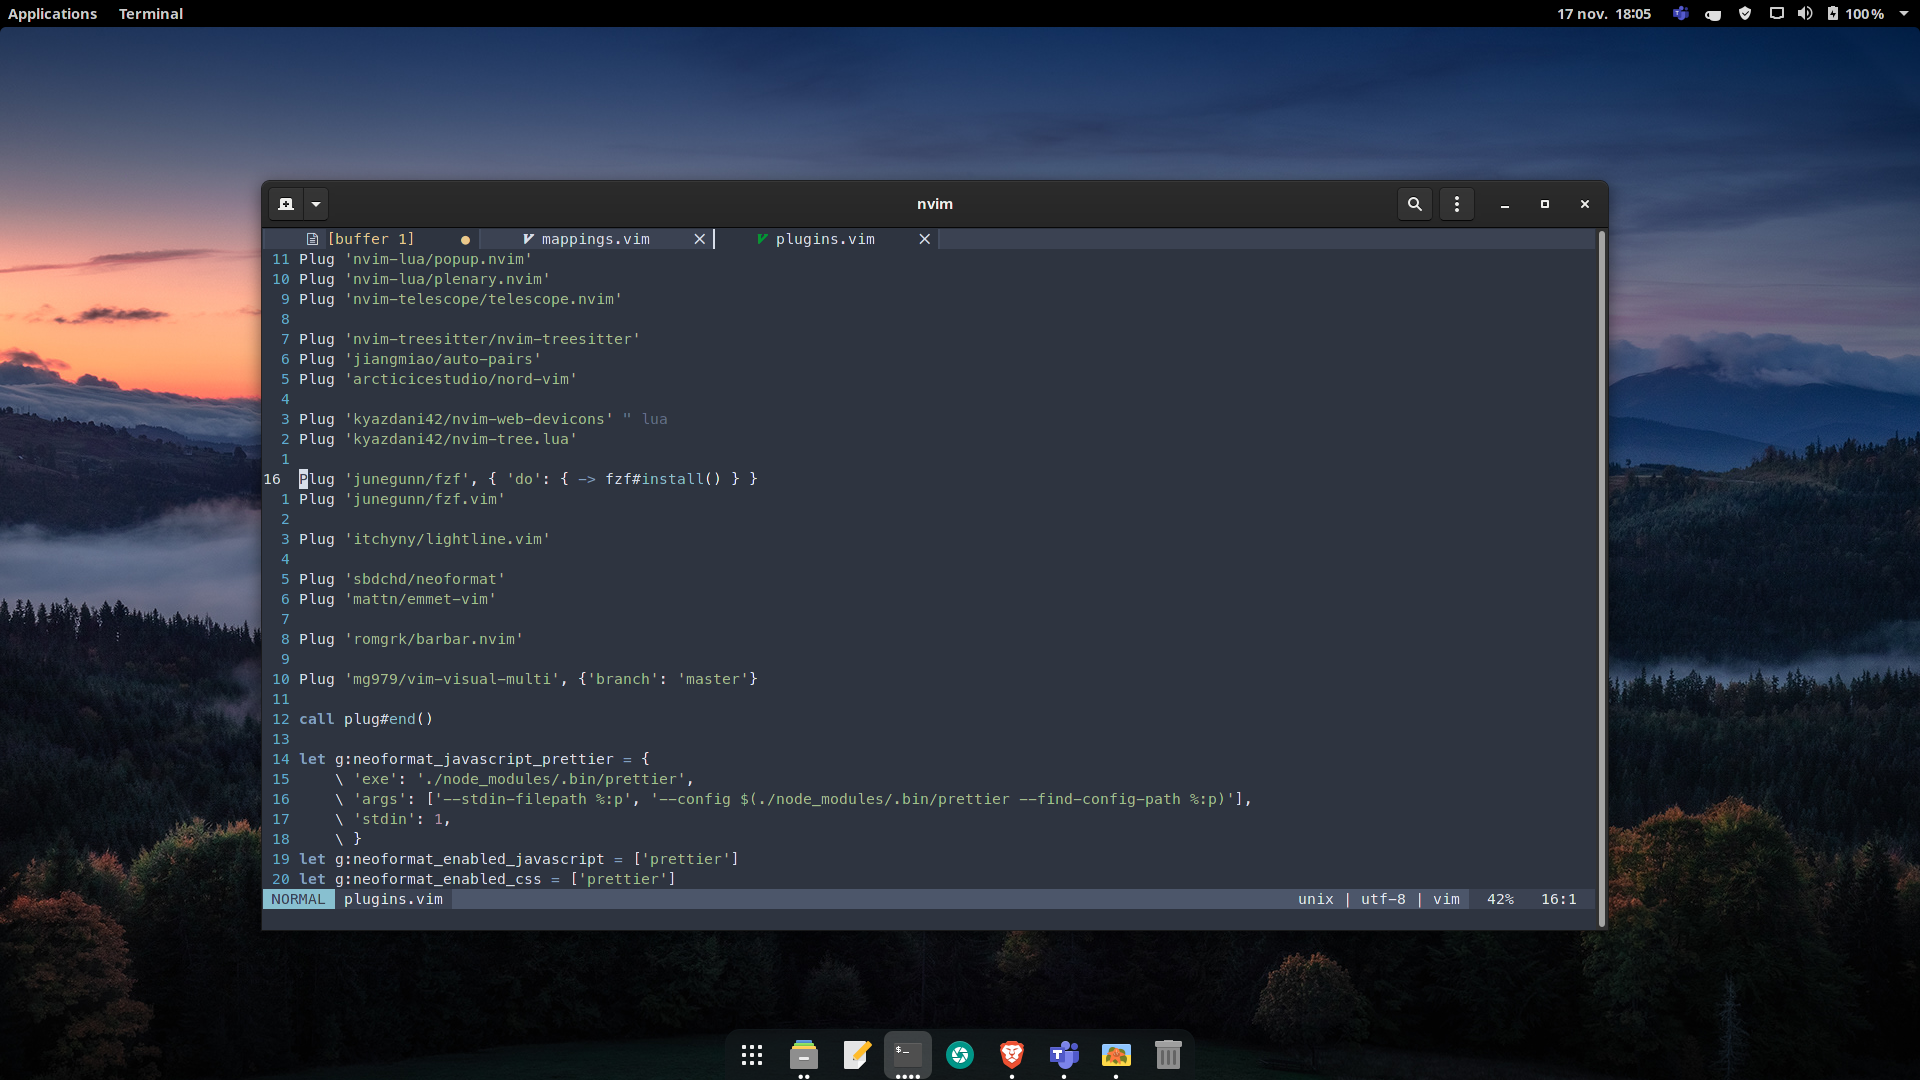 Applications Terminal 17 nov. 18:05 100%
nvim
[buffer 1] mappings.vim plugins.vim
11 Plug 'nvim-lua/popup.nvim'
10 Plug 'nvim-lua/plenary.nvim'
9 Plug 'nvim-telescope/telescope.nvim'
8
7 Plug 'nvim-treesitter/nvim-treesitter'
6 Plug 'jiangmiao/auto-pairs'
5 Plug 'arcticicestudio/nord-vim'
4
3 Plug 'kyazdani42/nvim-web-devicons' " lua
2 Plug 'kyazdani42/nvim-tree.lua'
1
16 Plug 'junegunn/fzf', { 'do': { -> fzf#install() } }
1 Plug 'junegunn/fzf.vim'
2
3 Plug 'itchyny/lightline.vim'
4
5 Plug 'sbdchd/neoformat'
6 Plug 'mattn/emmet-vim'
7
8 Plug 'romgrk/barbar.nvim'
9
10 Plug 'mg979/vim-visual-multi', {'branch': 'master'}
11
12 call plug#end()
13
14 let g:neoformat_javascript_prettier = {
15 \ 'exe': './node_modules/.bin/prettier',
16 \ 'args': ['--stdin-filepath %:p', '--config $(./node_modules/.bin/prettier --find-config-path %:p)'],
17 \ 'stdin': 1,
18 \ }
19 let g:neoformat_enabled_javascript = ['prettier']
20 let g:neoformat_enabled_css = ['prettier']
NORMAL plugins.vim unix | utf-8 | vim 42% 16:1